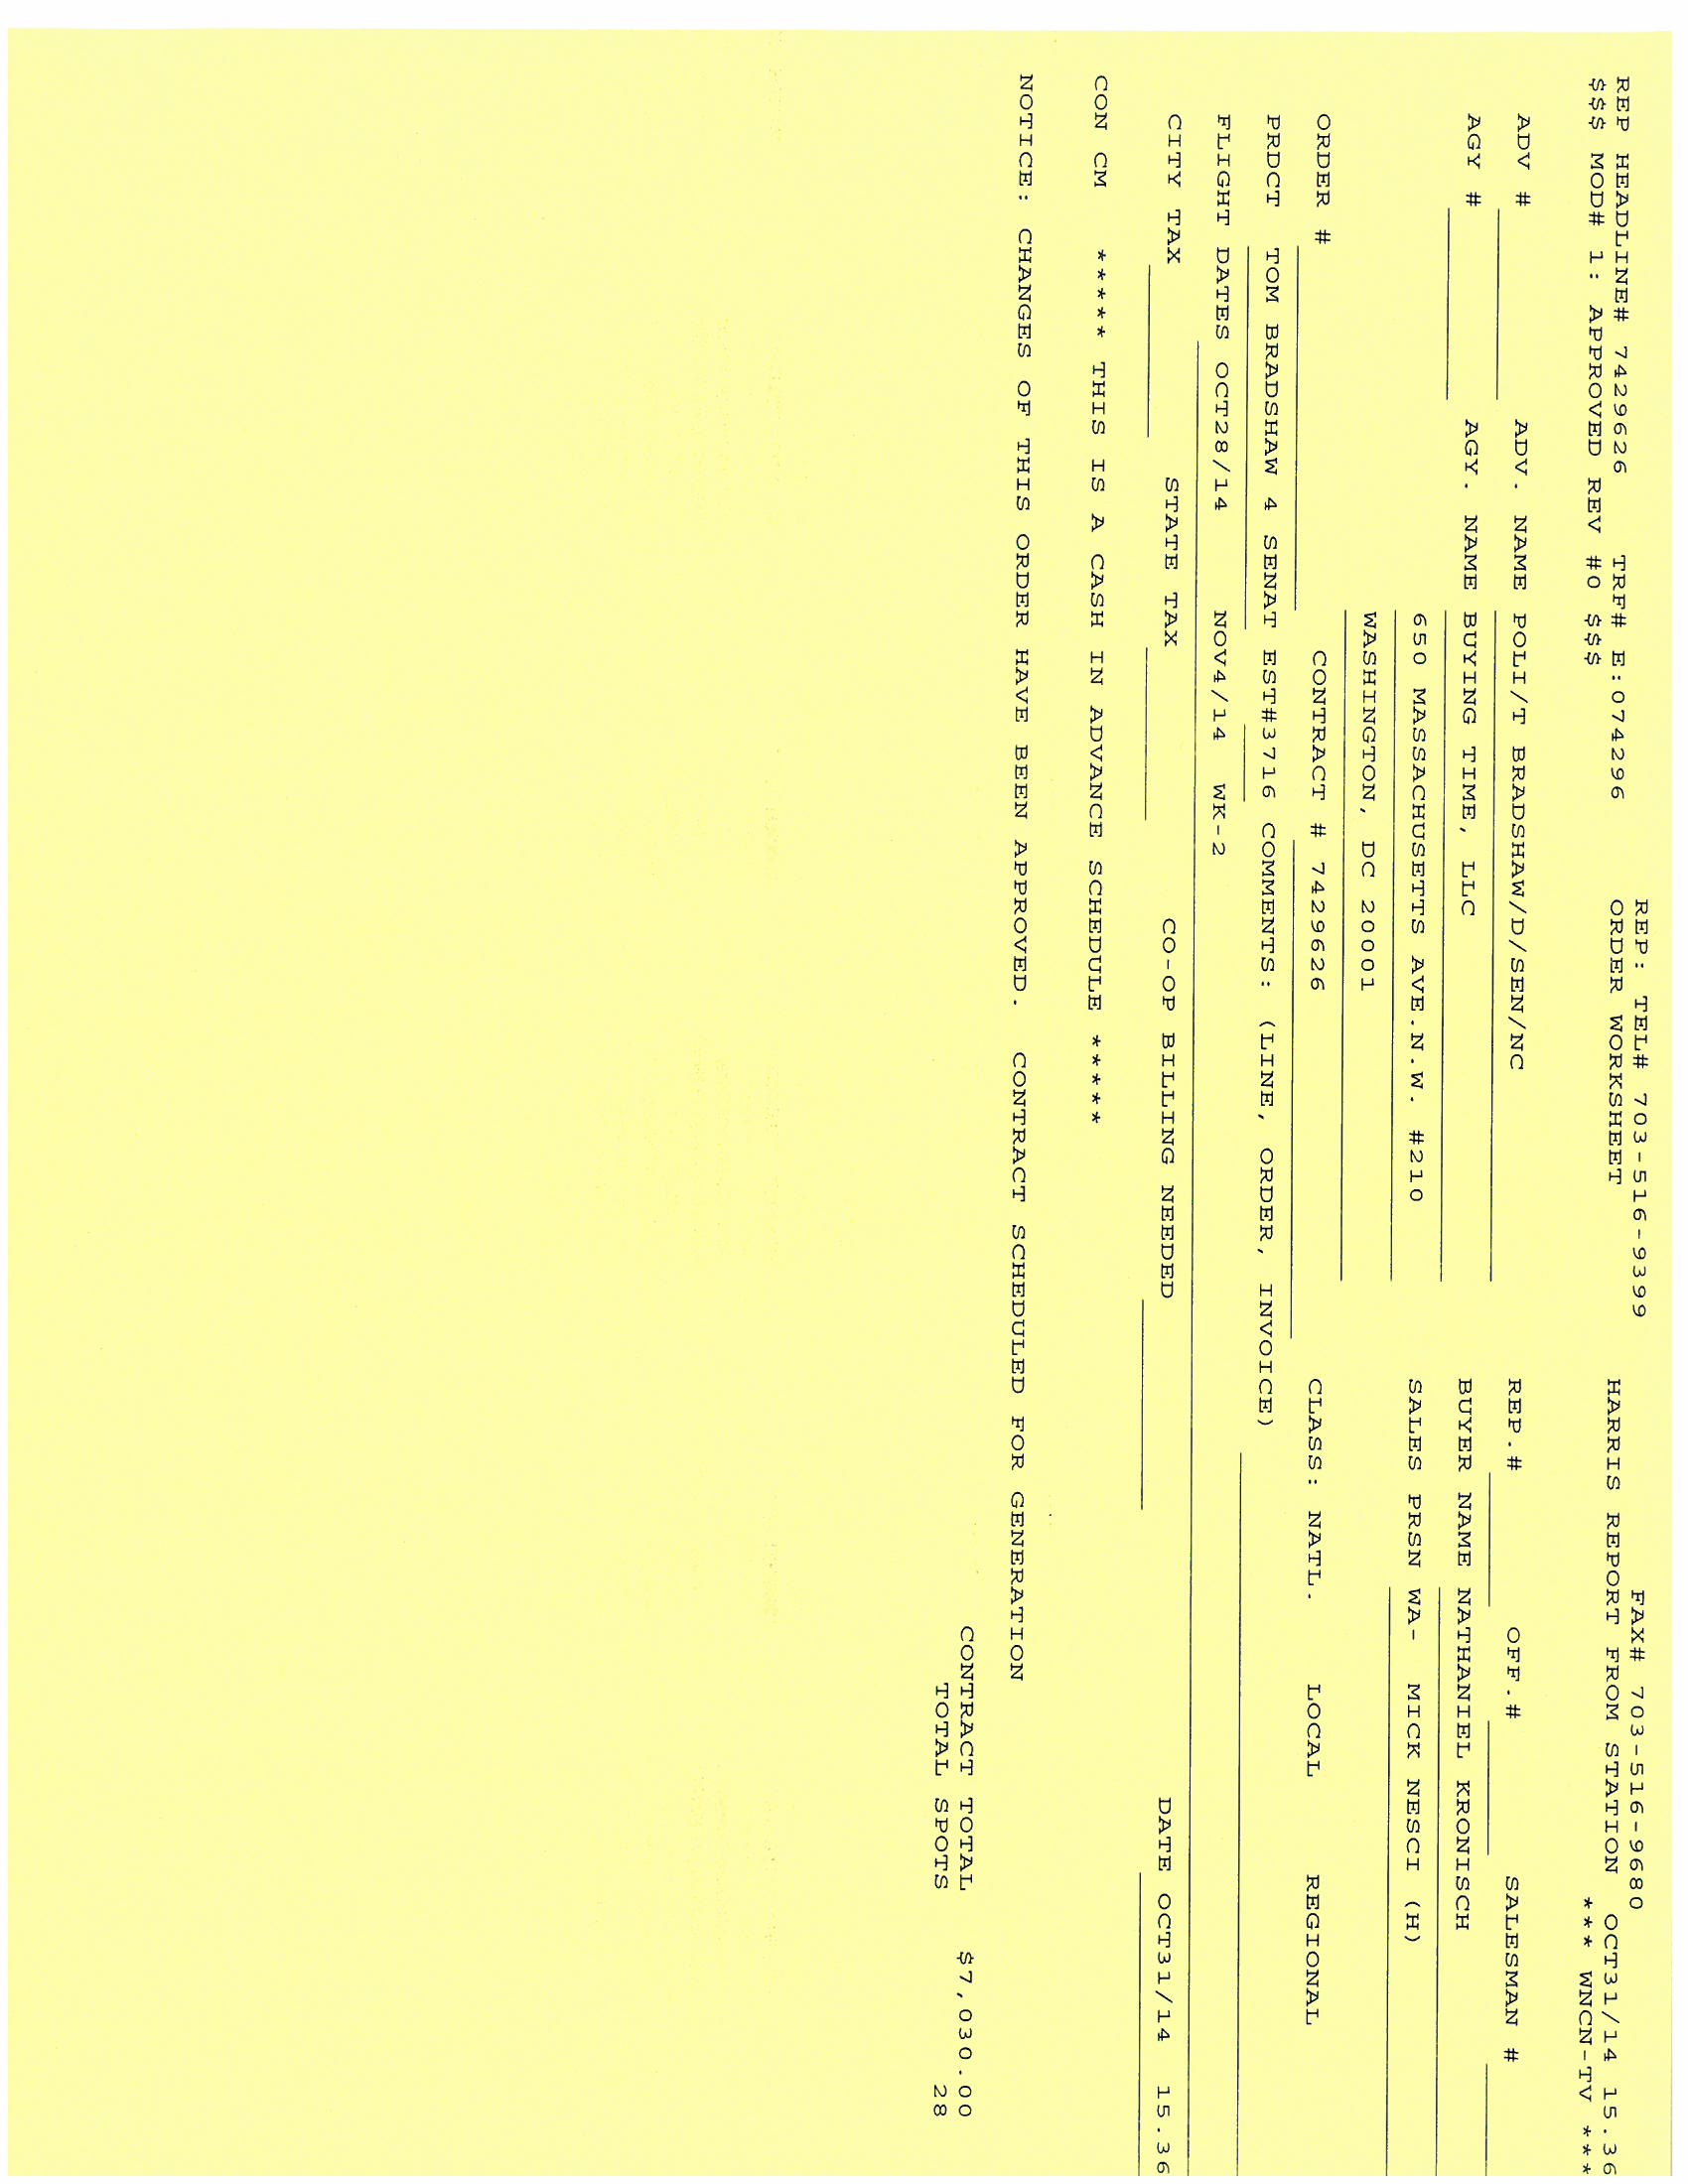 REP: TEL# 703-516-9399 FAX# 703-516-9680
REP HEADLINE# 7429626 TRF# E:074296 ORDER WORKSHEET HARRIS REPORT FROM STATION OCT31/14 15.36
$$$ MOD# 1: APPROVED REV #0 $$$ *** WNCN-TV ***
ADV # ADV. NAME POLI/T BRADSHAW/D/SEN/NC REP.# OFF.# SALESMAN #
AGY # AGY. NAME BUYING TIME, LLC BUYER NAME NATHANIEL KRONISCH
650 MASSACHUSETTS AVE.N.W. #210 SALES PRSN WA- MICK NESCI (H)
WASHINGTON, DC 20001
ORDER # CONTRACT # 7429626 CLASS: NATL. LOCAL REGIONAL
PRDCT TOM BRADSHAW 4 SENAT EST#3716 COMMENTS: (LINE, ORDER, INVOICE)
FLIGHT DATES OCT28/14 NOV4/14 WK-2
CITY TAX STATE TAX CO-OP BILLING NEEDED DATE OCT31/14 15.36
CON CM ***** THIS IS A CASH IN ADVANCE SCHEDULE *****
NOTICE: CHANGES OF THIS ORDER HAVE BEEN APPROVED. CONTRACT SCHEDULED FOR GENERATION
CONTRACT TOTAL $7,030.00
TOTAL SPOTS 28